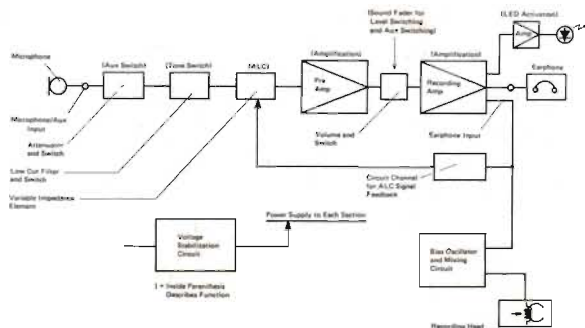 (Sound Fader for
Level Switching
and Aux Switching)
(LED Activation)
Amp
Microphone
(Aux Switch)
(Tone Switch)
(ALC)
(Amplification)
(Amplification)
Earphone
Pre
Amp
Recording
Amp
Microphone/Aux
Input
Volume and
Switch
Earphone Input
Attenuator
and Switch
Low Cut Filter
and Switch
Circuit Channel
for ALC Signal
Feedback
Variable Impedance
Element
Power Supply to Each Section
Voltage
Stabilization
Circuit
Bias Oscillator
and Mixing
Circuit
) = Inside Parenthesis
Describes Function
Recording Head